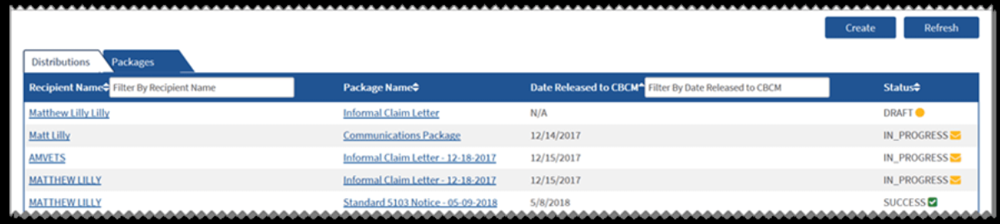 Create Refresh
Distributions Packages
Recipient Name Filter By Recipient Name Package Name Date Released to CBCM Filter By Date Released to CBCM Status
Matthew Lilly Lilly Informal Claim Letter N/A DRAFT
Matt Lilly Communications Package 12/14/2017 IN_PROGRESS
AMVETS Informal Claim Letter - 12-18-2017 12/15/2017 IN_PROGRESS
MATTHEW LILLY Informal Claim Letter - 12-18-2017 12/15/2017 IN_PROGRESS
MATTHEW LILLY Standard 5103 Notice - 05-09-2018 5/8/2018 SUCCESS